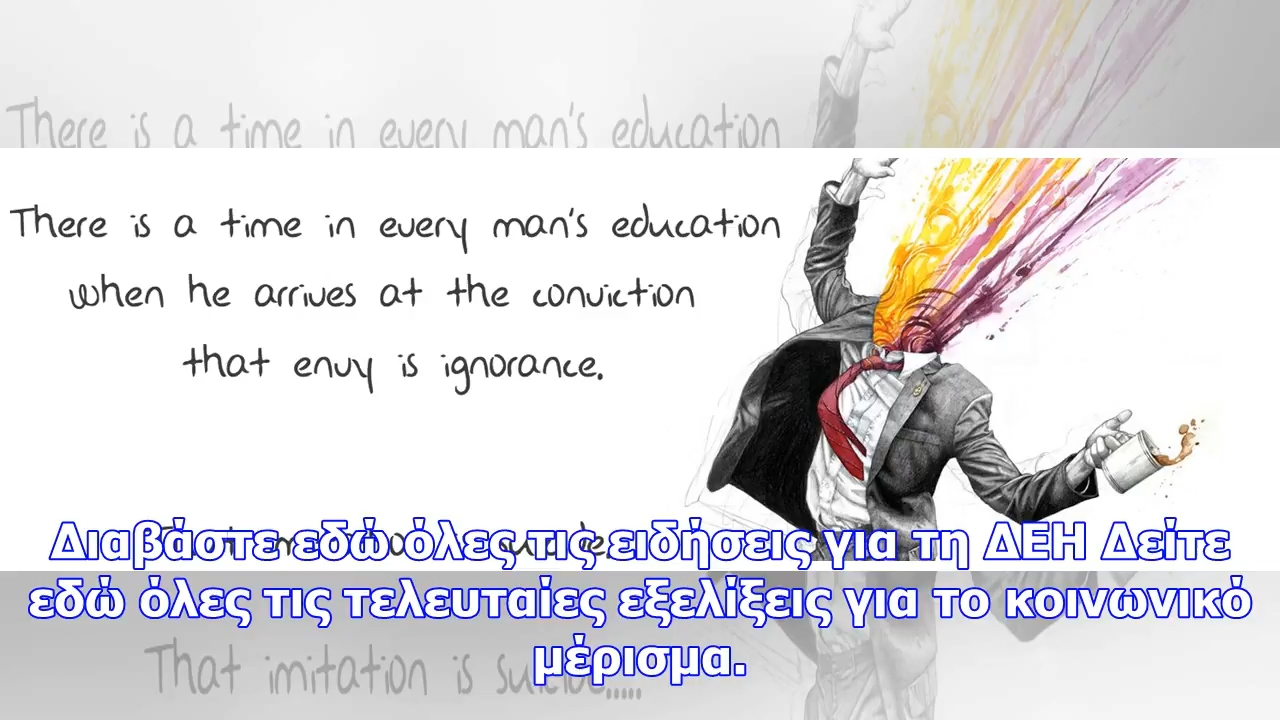 There is a time in every man's education
There is a time in every man's education
when he arrives at the conviction
that envy is ignorance.
Διαβάστε εδώ όλες τις ειδήσεις για τη ΔΕΗ Δείτε
εδώ όλες τις τελευταίες εξελίξεις για το κοινωνικό
μέρισμα.
That imitation is suicide.....